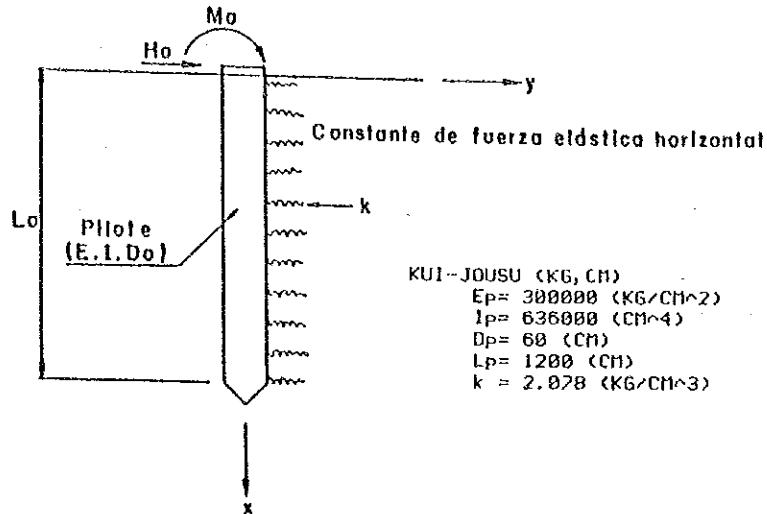 Mo
Ho
y
Constante de fuerza elástica horizontal
k
Lo
Pilote
(E.I.Do)
KUI-JOUSU (KG,CM)
Ep= 300000 (KG/CM^2)
Ip= 636000 (CM^4)
Dp= 60 (CM)
Lp= 1200 (CM)
k = 2.078 (KG/CM^3)
x